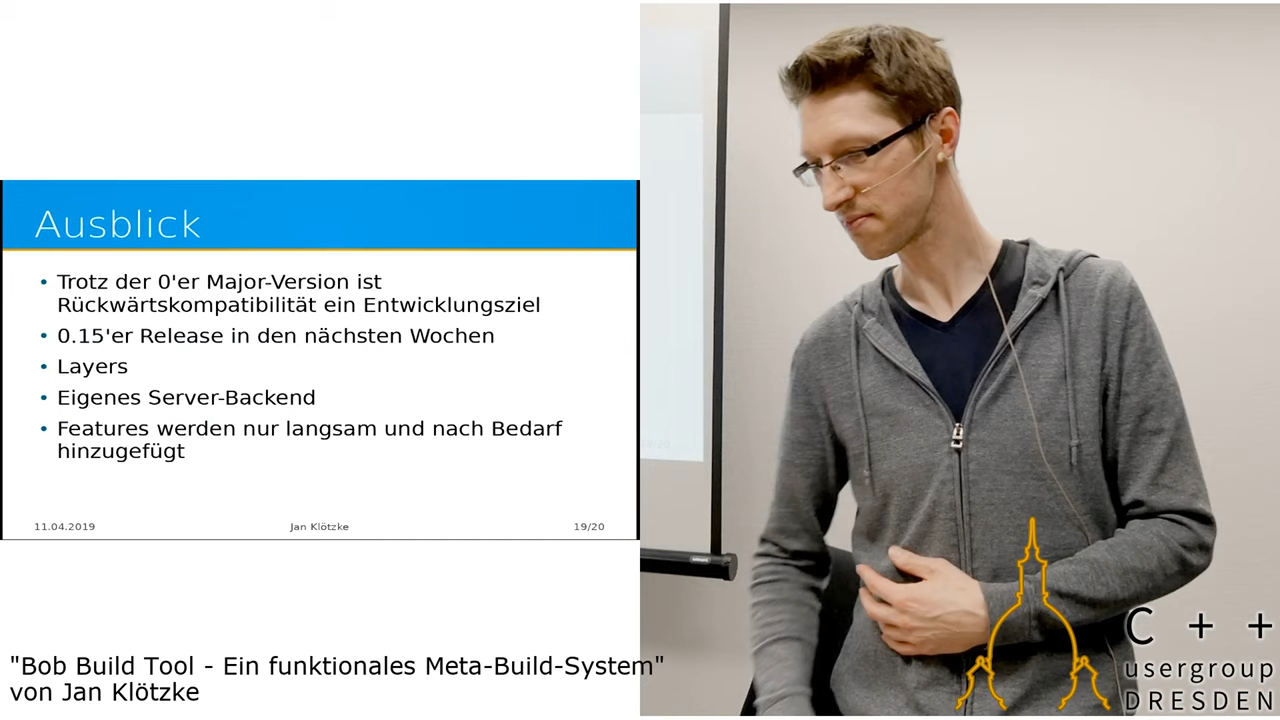 Ausblick
• Trotz der 0'er Major-Version ist
Rückwärtskompatibilität ein Entwicklungsziel
• 0.15'er Release in den nächsten Wochen
• Layers
• Eigenes Server-Backend
• Features werden nur langsam und nach Bedarf
hinzugefügt
11.04.2019 Jan Klötzke 19/20
"Bob Build Tool - Ein funktionales Meta-Build-System"
von Jan Klötzke
C + +
usergroup
DRESDEN